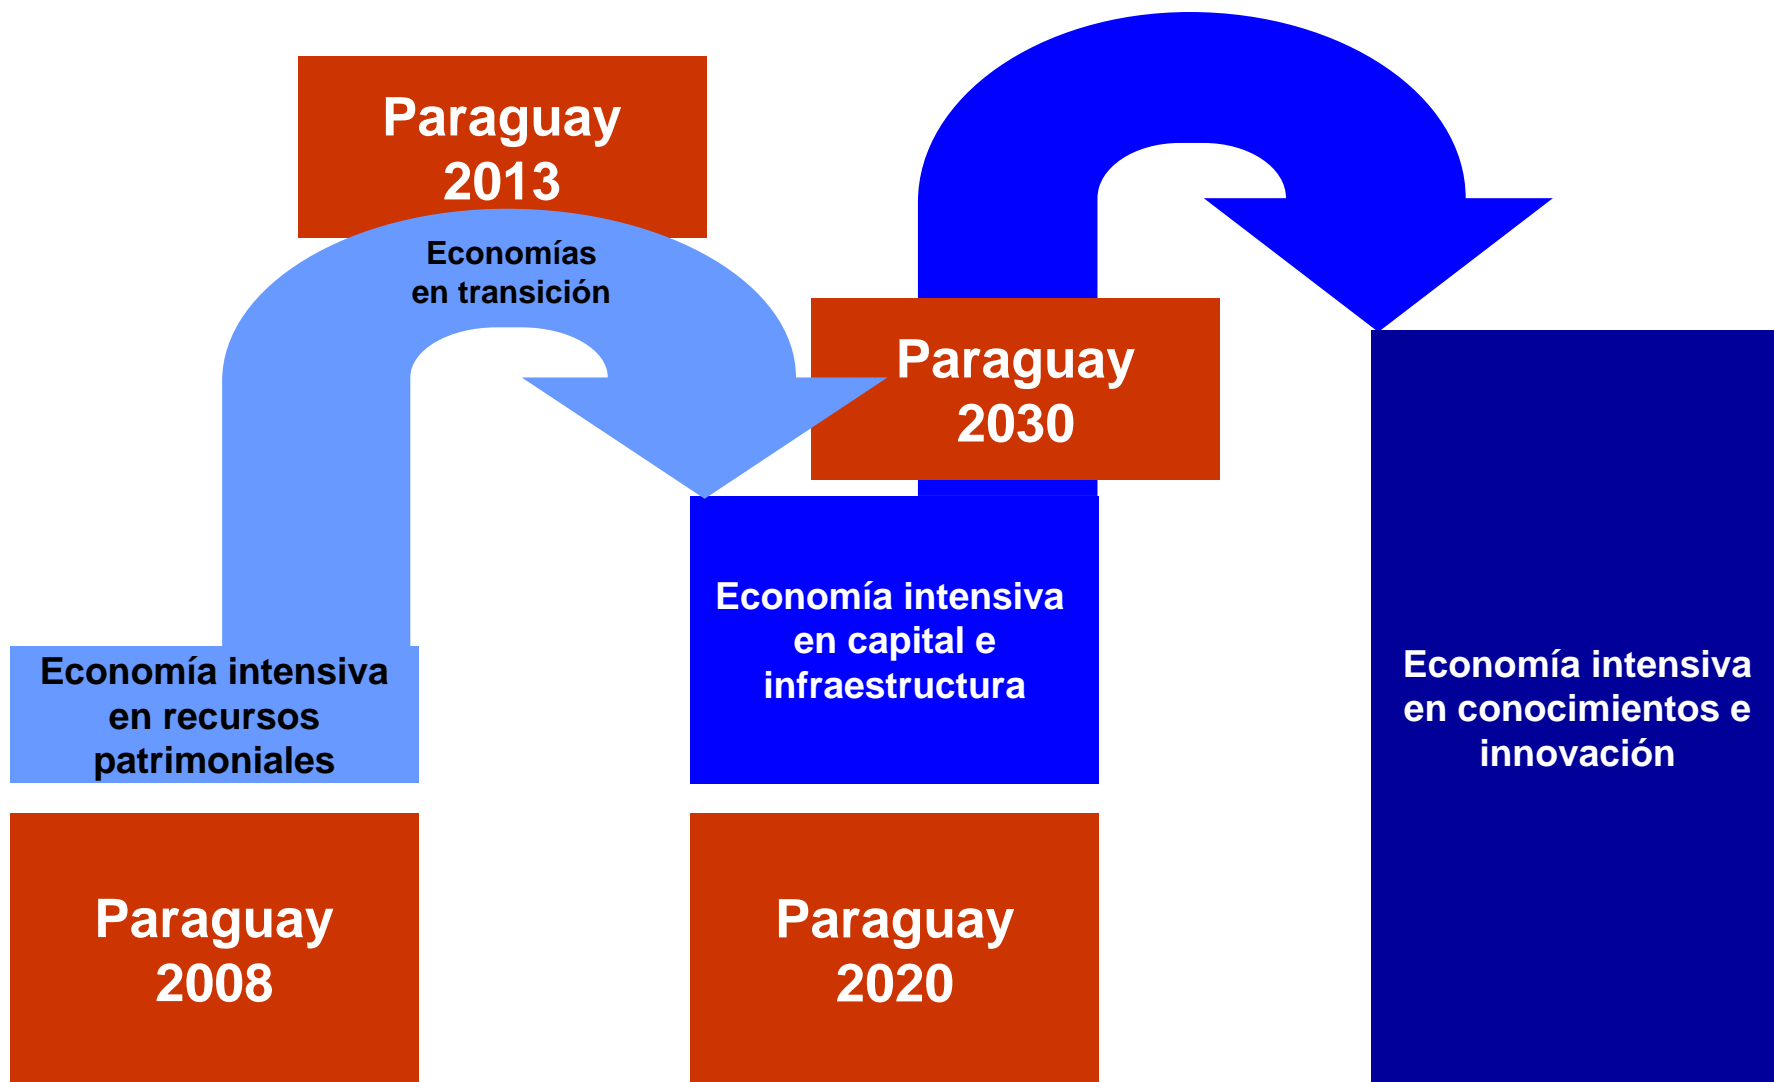 Paraguay
2013
Economías
en transición
Paraguay
2030
Economía intensiva
en capital e
infraestructura
Economía intensiva
en recursos
patrimoniales
Economía intensiva
en conocimientos e
innovación
Paraguay
2008
Paraguay
2020